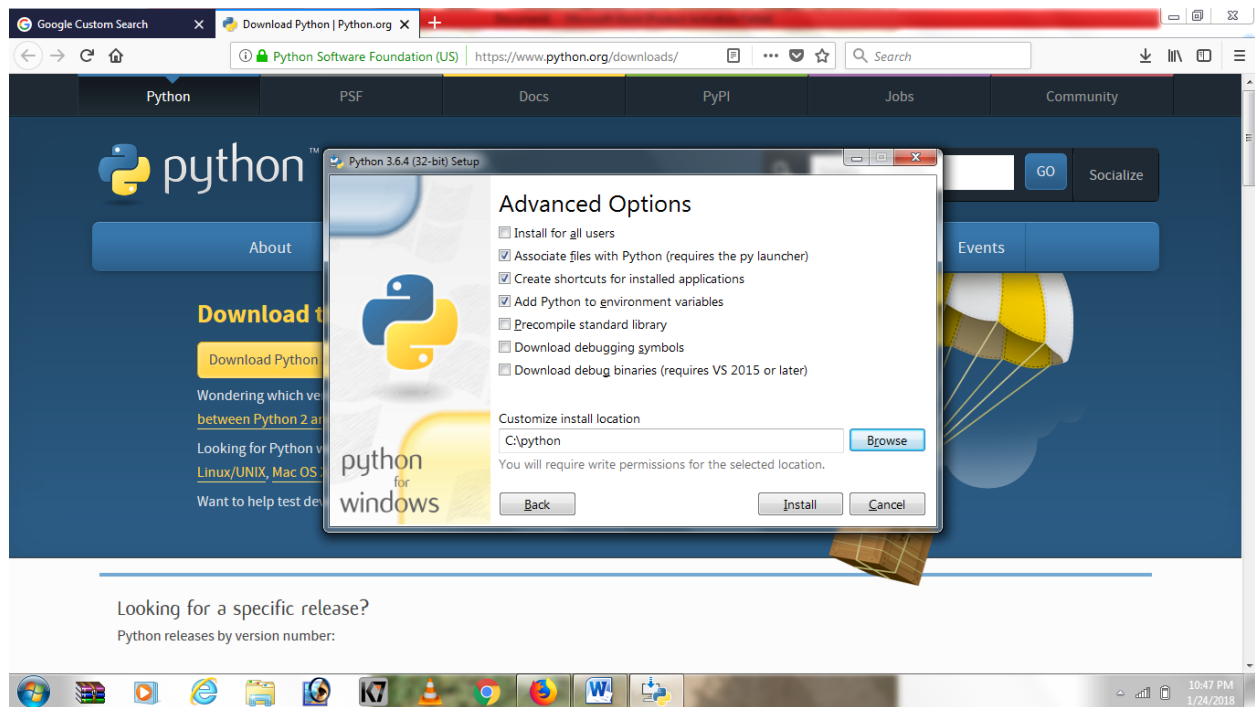 Google Custom Search
Download Python | Python.org
Python Software Foundation (US)
https://www.python.org/downloads/
Search
Python
PSF
Docs
PyPI
Jobs
Community
python™
GO
Socialize
About
Events
Download t
Download Python
Wondering which ve
between Python 2 an
Looking for Python w
Linux/UNIX, Mac OS
Want to help test dev
Python 3.6.4 (32-bit) Setup
Advanced Options
Install for all users
Associate files with Python (requires the py launcher)
Create shortcuts for installed applications
Add Python to environment variables
Precompile standard library
Download debugging symbols
Download debug binaries (requires VS 2015 or later)
Customize install location
C:\python
Browse
You will require write permissions for the selected location.
python
for
windows
Back
Install
Cancel
Looking for a specific release?
Python releases by version number:
K7
W
10:47 PM
1/24/2018